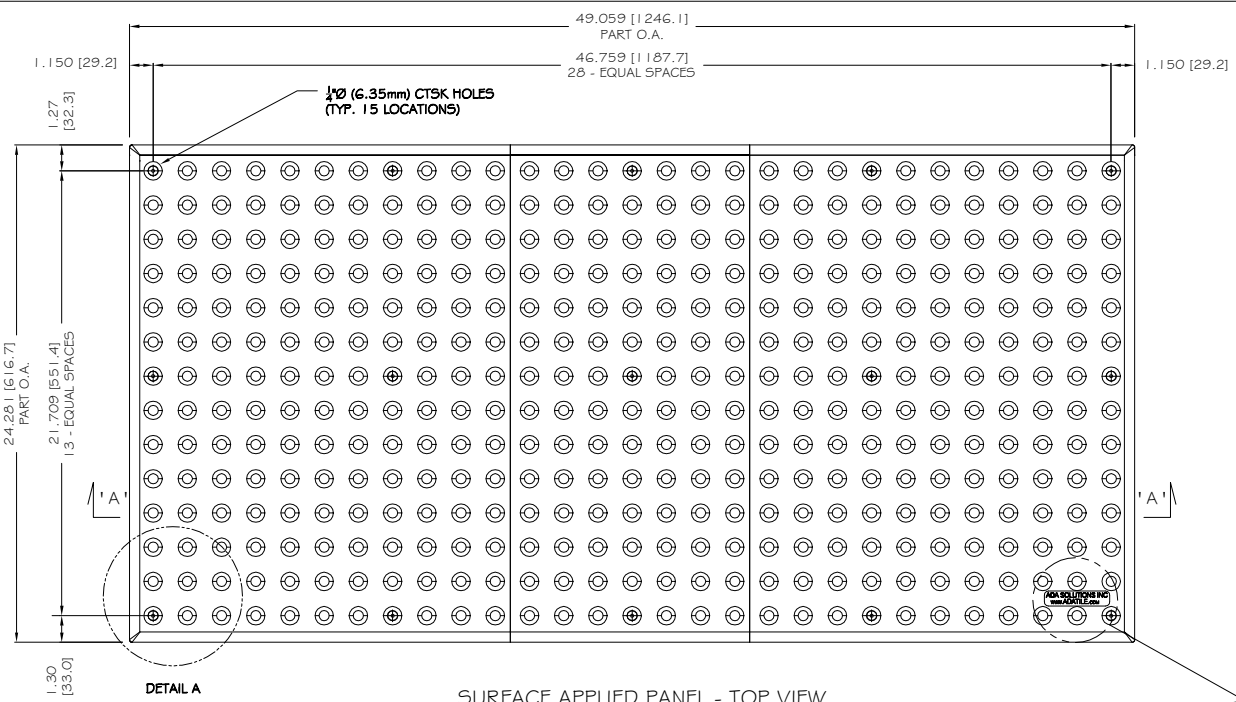 49.059 [1246.1]
PART O.A.
46.759 [1187.7]
28 - EQUAL SPACES
1.150 [29.2]
1.150 [29.2]
1.27
[32.3]
¼"Ø (6.35mm) CTSK HOLES
(TYP. 15 LOCATIONS)
24.281 [616.7]
PART O.A.
21.709 [551.4]
13 - EQUAL SPACES
'A'
'A'
ADA SOLUTIONS INC
www.ADATILE.com
1.30
[33.0]
DETAIL A
SURFACE APPLIED PANEL - TOP VIEW